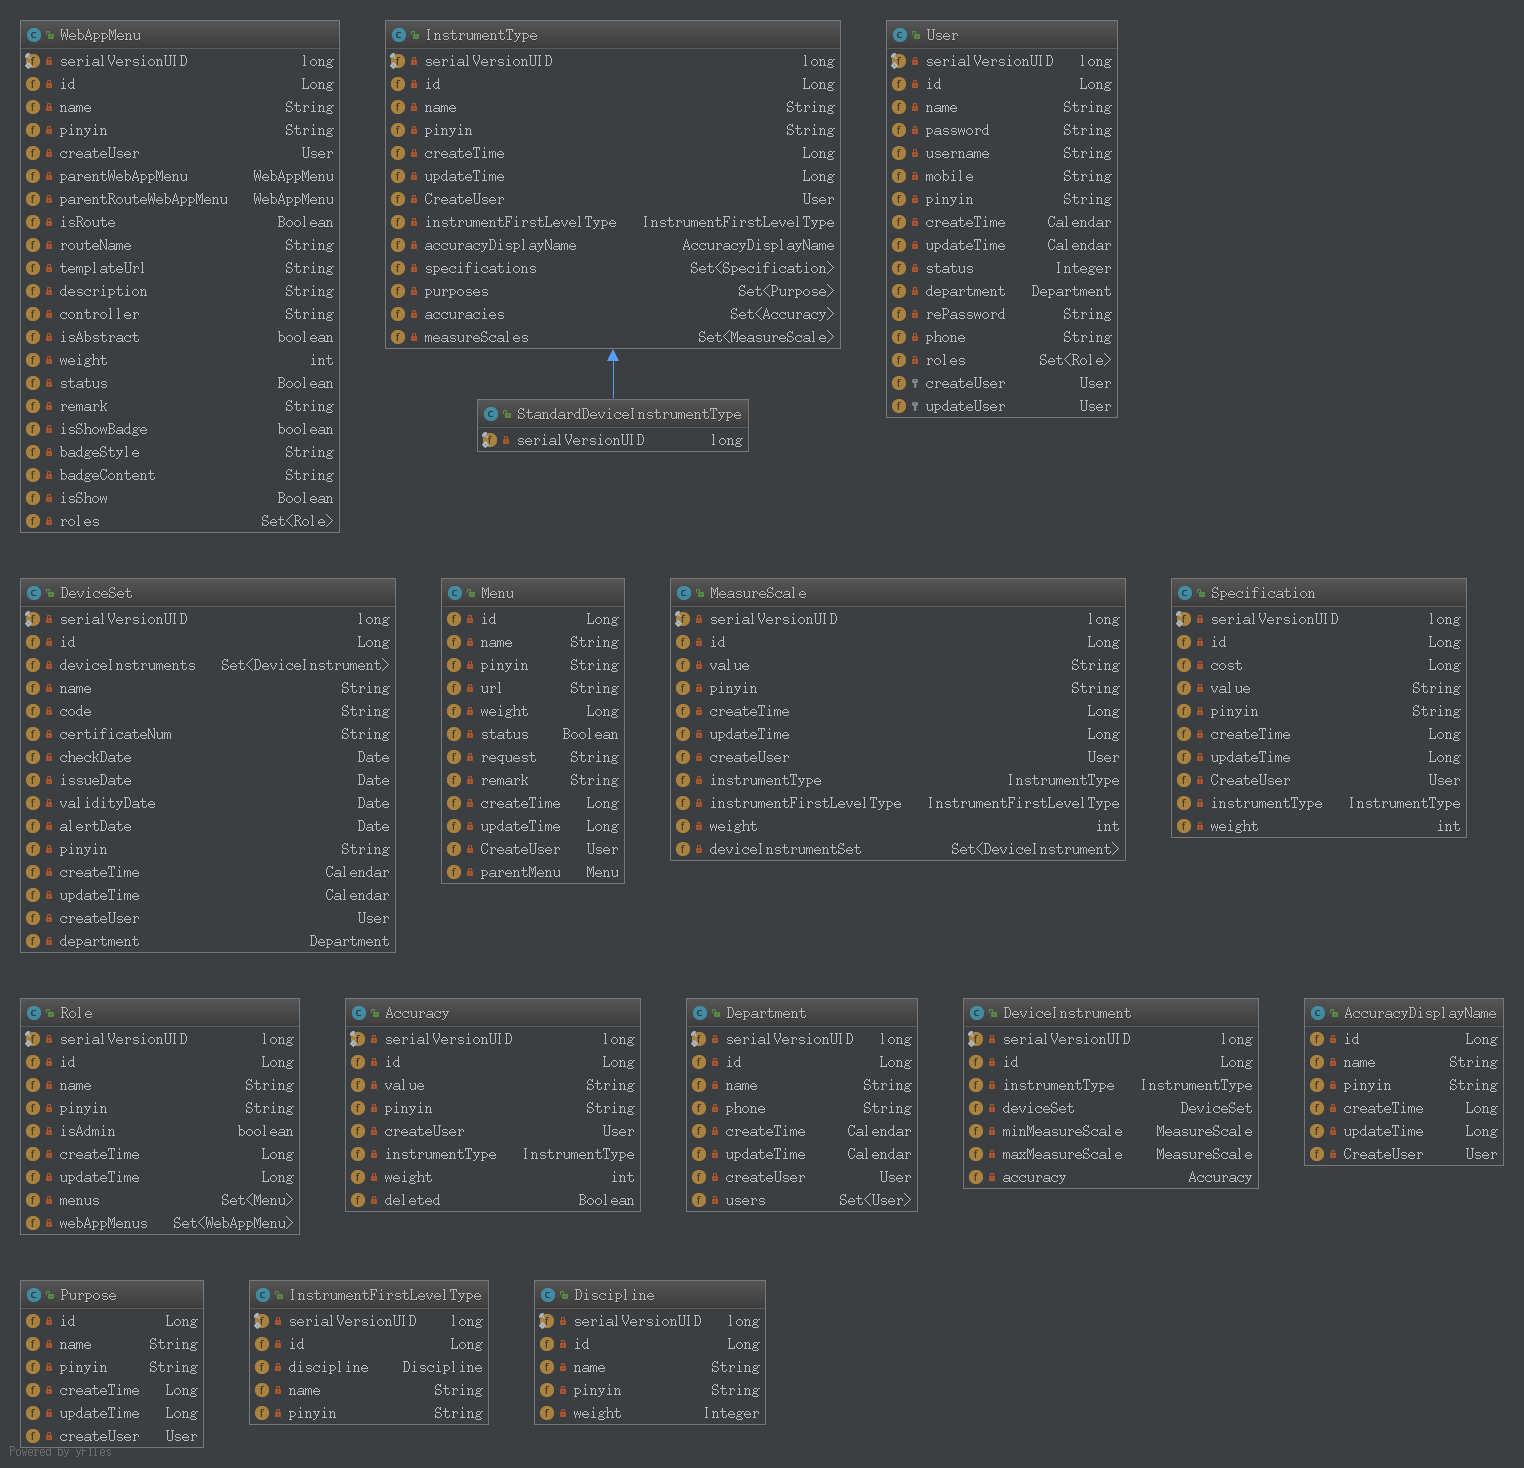 WebAppMenu
serialVersionUID long
id Long
name String
pinyin String
createUser User
parentWebAppMenu WebAppMenu
parentRouteWebAppMenu WebAppMenu
isRoute Boolean
routeName String
templateUrl String
description String
controller String
isAbstract boolean
weight int
status Boolean
remark String
isShowBadge boolean
badgeStyle String
badgeContent String
isShow Boolean
roles Set<Role>
InstrumentType
serialVersionUID long
id Long
name String
pinyin String
createTime Long
updateTime Long
CreateUser User
instrumentFirstLevelType InstrumentFirstLevelType
accuracyDisplayName AccuracyDisplayName
specifications Set<Specification>
purposes Set<Purpose>
accuracies Set<Accuracy>
measureScales Set<MeasureScale>
StandardDeviceInstrumentType
serialVersionUID long
User
serialVersionUID long
id Long
name String
password String
username String
mobile String
pinyin String
createTime Calendar
updateTime Calendar
status Integer
department Department
rePassword String
phone String
roles Set<Role>
createUser User
updateUser User
DeviceSet
serialVersionUID long
id Long
deviceInstruments Set<DeviceInstrument>
name String
code String
certificateNum String
checkDate Date
issueDate Date
validityDate Date
alertDate Date
pinyin String
createTime Calendar
updateTime Calendar
createUser User
department Department
Menu
id Long
name String
pinyin String
url String
weight Long
status Boolean
request String
remark String
createTime Long
updateTime Long
CreateUser User
parentMenu Menu
MeasureScale
serialVersionUID long
id Long
value String
pinyin String
createTime Long
updateTime Long
createUser User
instrumentType InstrumentType
instrumentFirstLevelType InstrumentFirstLevelType
weight int
deviceInstrumentSet Set<DeviceInstrument>
Specification
serialVersionUID long
id Long
cost Long
value String
pinyin String
createTime Long
updateTime Long
CreateUser User
instrumentType InstrumentType
weight int
Role
serialVersionUID long
id Long
name String
pinyin String
isAdmin boolean
createTime Long
updateTime Long
menus Set<Menu>
webAppMenus Set<WebAppMenu>
Accuracy
serialVersionUID long
id Long
value String
pinyin String
createUser User
instrumentType InstrumentType
weight int
deleted Boolean
Department
serialVersionUID long
id Long
name String
phone String
createTime Calendar
updateTime Calendar
createUser User
users Set<User>
DeviceInstrument
serialVersionUID long
id Long
instrumentType InstrumentType
deviceSet DeviceSet
minMeasureScale MeasureScale
maxMeasureScale MeasureScale
accuracy Accuracy
AccuracyDisplayName
id Long
name String
pinyin String
createTime Long
updateTime Long
CreateUser User
Purpose
id Long
name String
pinyin String
createTime Long
updateTime Long
createUser User
InstrumentFirstLevelType
serialVersionUID long
id Long
discipline Discipline
name String
pinyin String
Discipline
serialVersionUID long
id Long
name String
pinyin String
weight Integer
Powered by yFiles